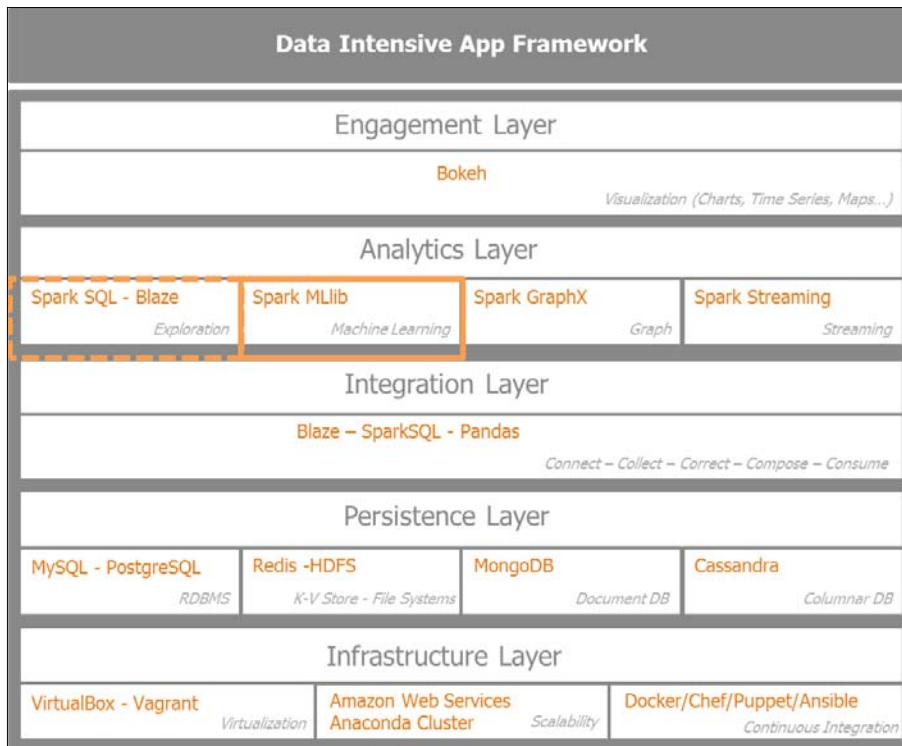 Data Intensive App Framework
Engagement Layer
Bokeh
Visualization (Charts, Time Series, Maps...)
Analytics Layer
Spark SQL - Blaze
Exploration
Spark MLlib
Machine Learning
Spark GraphX
Graph
Spark Streaming
Streaming
Integration Layer
Blaze – SparkSQL - Pandas
Connect – Collect – Correct – Compose – Consume
Persistence Layer
MySQL - PostgreSQL
RDBMS
Redis -HDFS
K-V Store - File Systems
MongoDB
Document DB
Cassandra
Columnar DB
Infrastructure Layer
VirtualBox - Vagrant
Virtualization
Amazon Web Services
Anaconda Cluster
Scalability
Docker/Chef/Puppet/Ansible
Continuous Integration